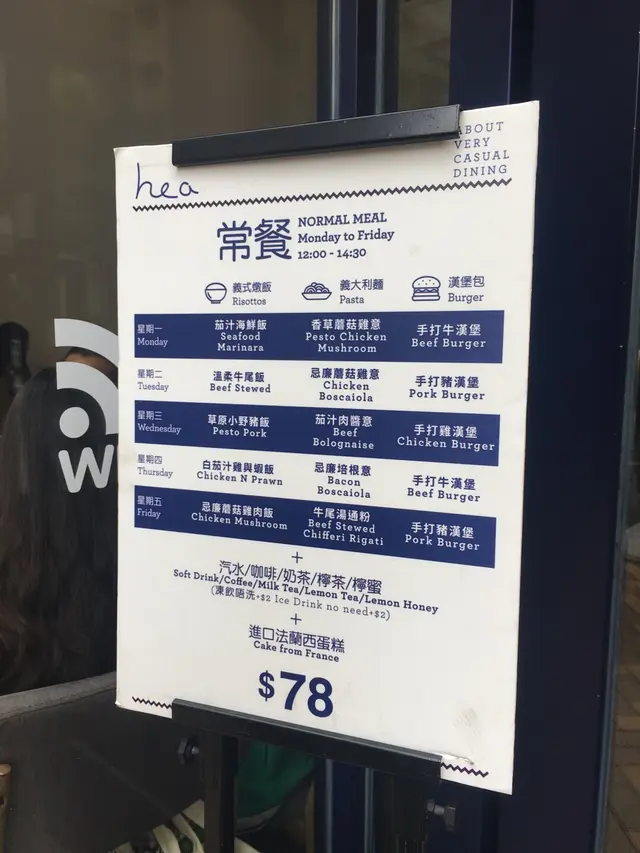 hea
ABOUT
VERY
CASUAL
DINING
常餐
NORMAL MEAL
Monday to Friday
12:00 - 14:30
義式燉飯
Risottos
義大利麵
Pasta
漢堡包
Burger
星期一
Monday
茄汁海鮮飯
Seafood
Marinara
香草蘑菇雞意
Pesto Chicken
Mushroom
手打牛漢堡
Beef Burger
星期二
Tuesday
溫柔牛尾飯
Beef Stewed
忌廉蘑菇雞意
Chicken
Boscaiola
手打豬漢堡
Pork Burger
星期三
Wednesday
草原小野豬飯
Pesto Pork
茄汁肉醬意
Beef
Bolognaise
手打雞漢堡
Chicken Burger
星期四
Thursday
白茄汁雞與蝦飯
Chicken N Prawn
忌廉培根意
Bacon
Boscaiola
手打牛漢堡
Beef Burger
星期五
Friday
忌廉蘑菇雞肉飯
Chicken Mushroom
牛尾湯通粉
Beef Stewed
Chifferi Rigati
手打豬漢堡
Pork Burger
+
汽水/咖啡/奶茶/檸茶/檸蜜
Soft Drink/Coffee/Milk Tea/Lemon Tea/Lemon Honey
(凍飲唔洗+$2 Ice Drink no need+$2)
+
進口法蘭西蛋糕
Cake from France
$78
W